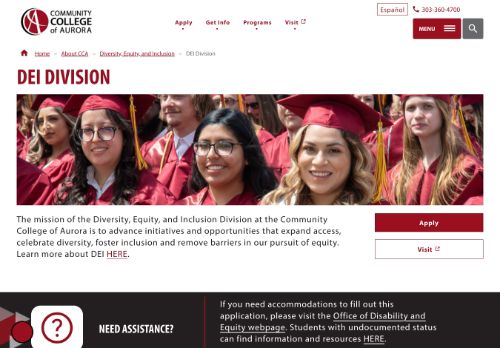 COMMUNITY
COLLEGE
of AURORA
Español
303-360-4700
Apply
Get Info
Programs
Visit
MENU
Home – About CCA – Diversity, Equity, and Inclusion – DEI Division
DEI DIVISION
The mission of the Diversity, Equity, and Inclusion Division at the Community
College of Aurora is to advance initiatives and opportunities that expand access,
celebrate diversity, foster inclusion and remove barriers in our pursuit of equity.
Learn more about DEI HERE.
Apply
Visit
NEED ASSISTANCE?
If you need accommodations to fill out this
application, please visit the Office of Disability and
Equity webpage. Students with undocumented status
can find information and resources HERE.